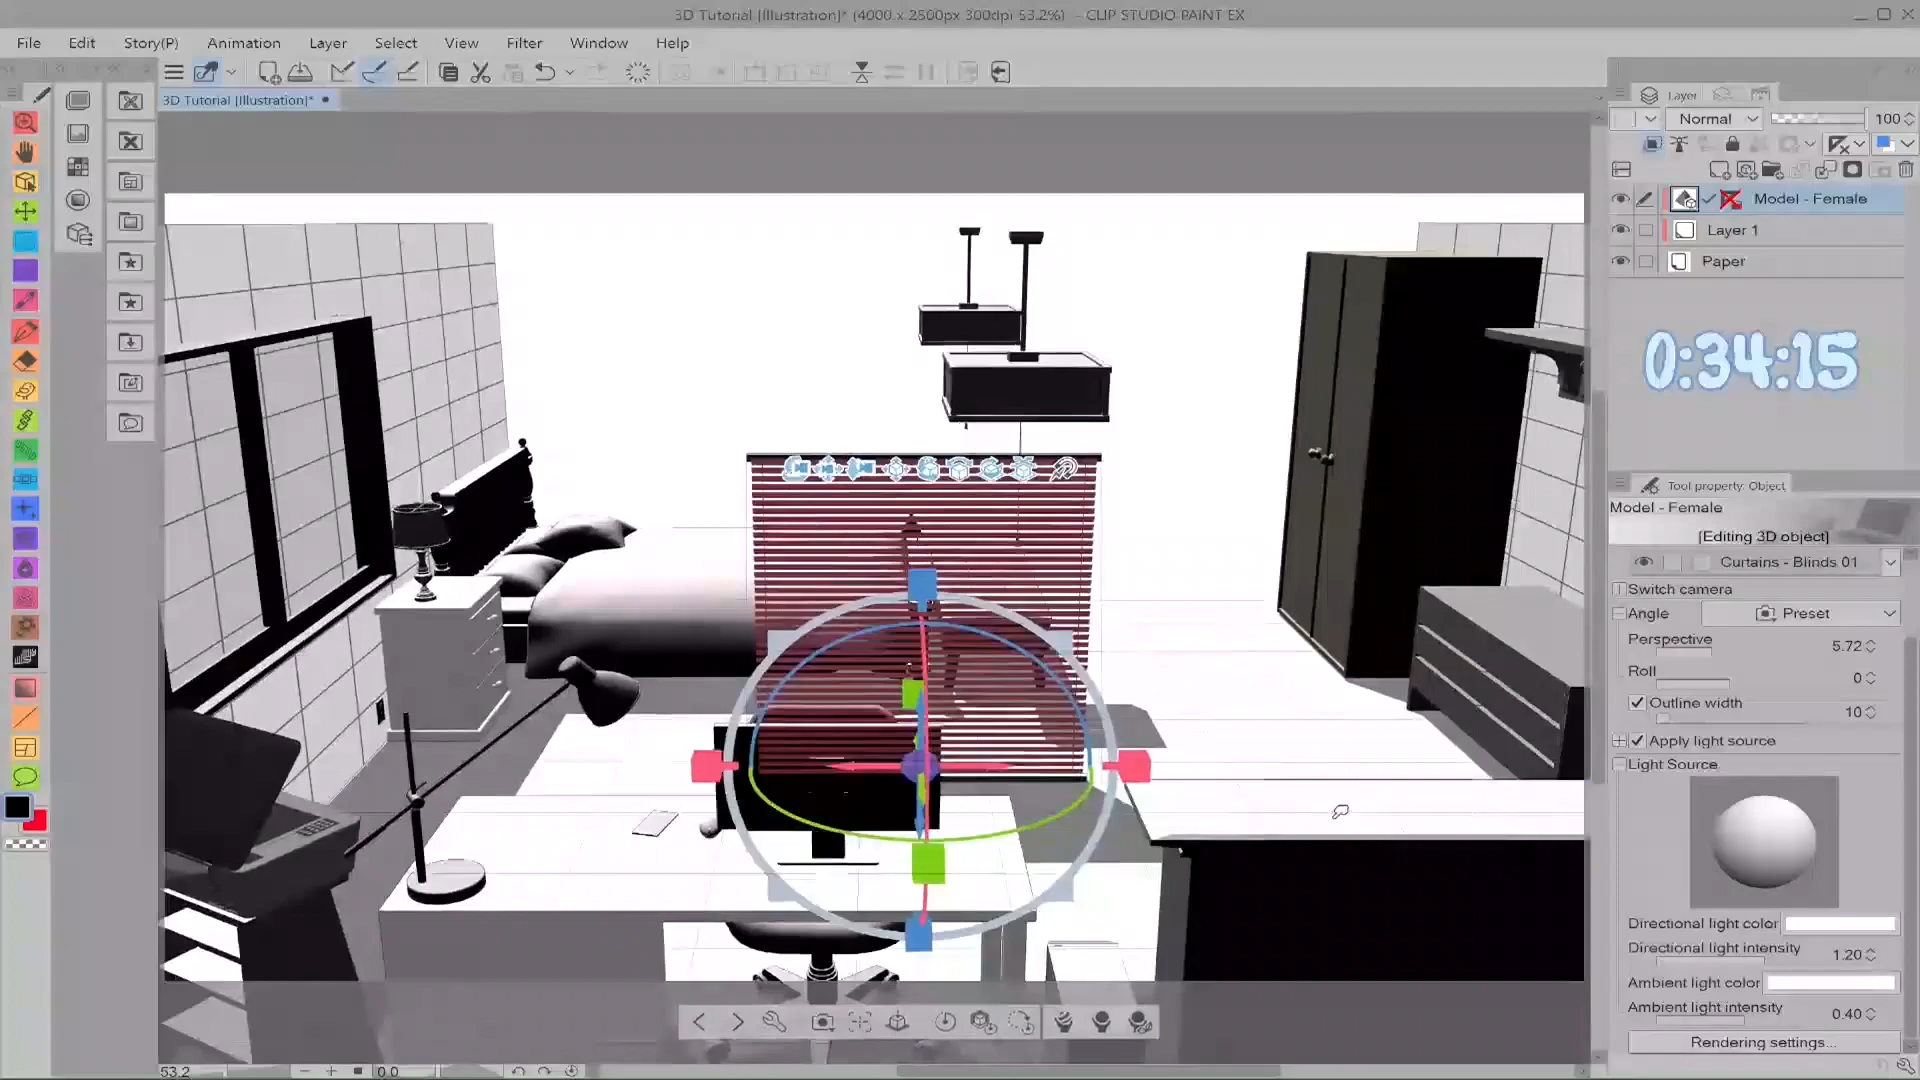 3D Tutorial [Illustration]* (4000 x 2500px 300dpi 53.2%) - CLIP STUDIO PAINT EX
File Edit Story(P) Animation Layer Select View Filter Window Help
3D Tutorial [Illustration]*
Layer
Normal 100
Model - Female
Layer 1
Paper
0:34:15
Tool property: Object
Model - Female
[Editing 3D object]
Curtains - Blinds 01
Switch camera
Angle Preset
Perspective 5.72
Roll 0
Outline width 10
Apply light source
Light Source
Directional light color
Directional light intensity 1.20
Ambient light color
Ambient light intensity 0.40
Rendering settings...
53.2 0.0